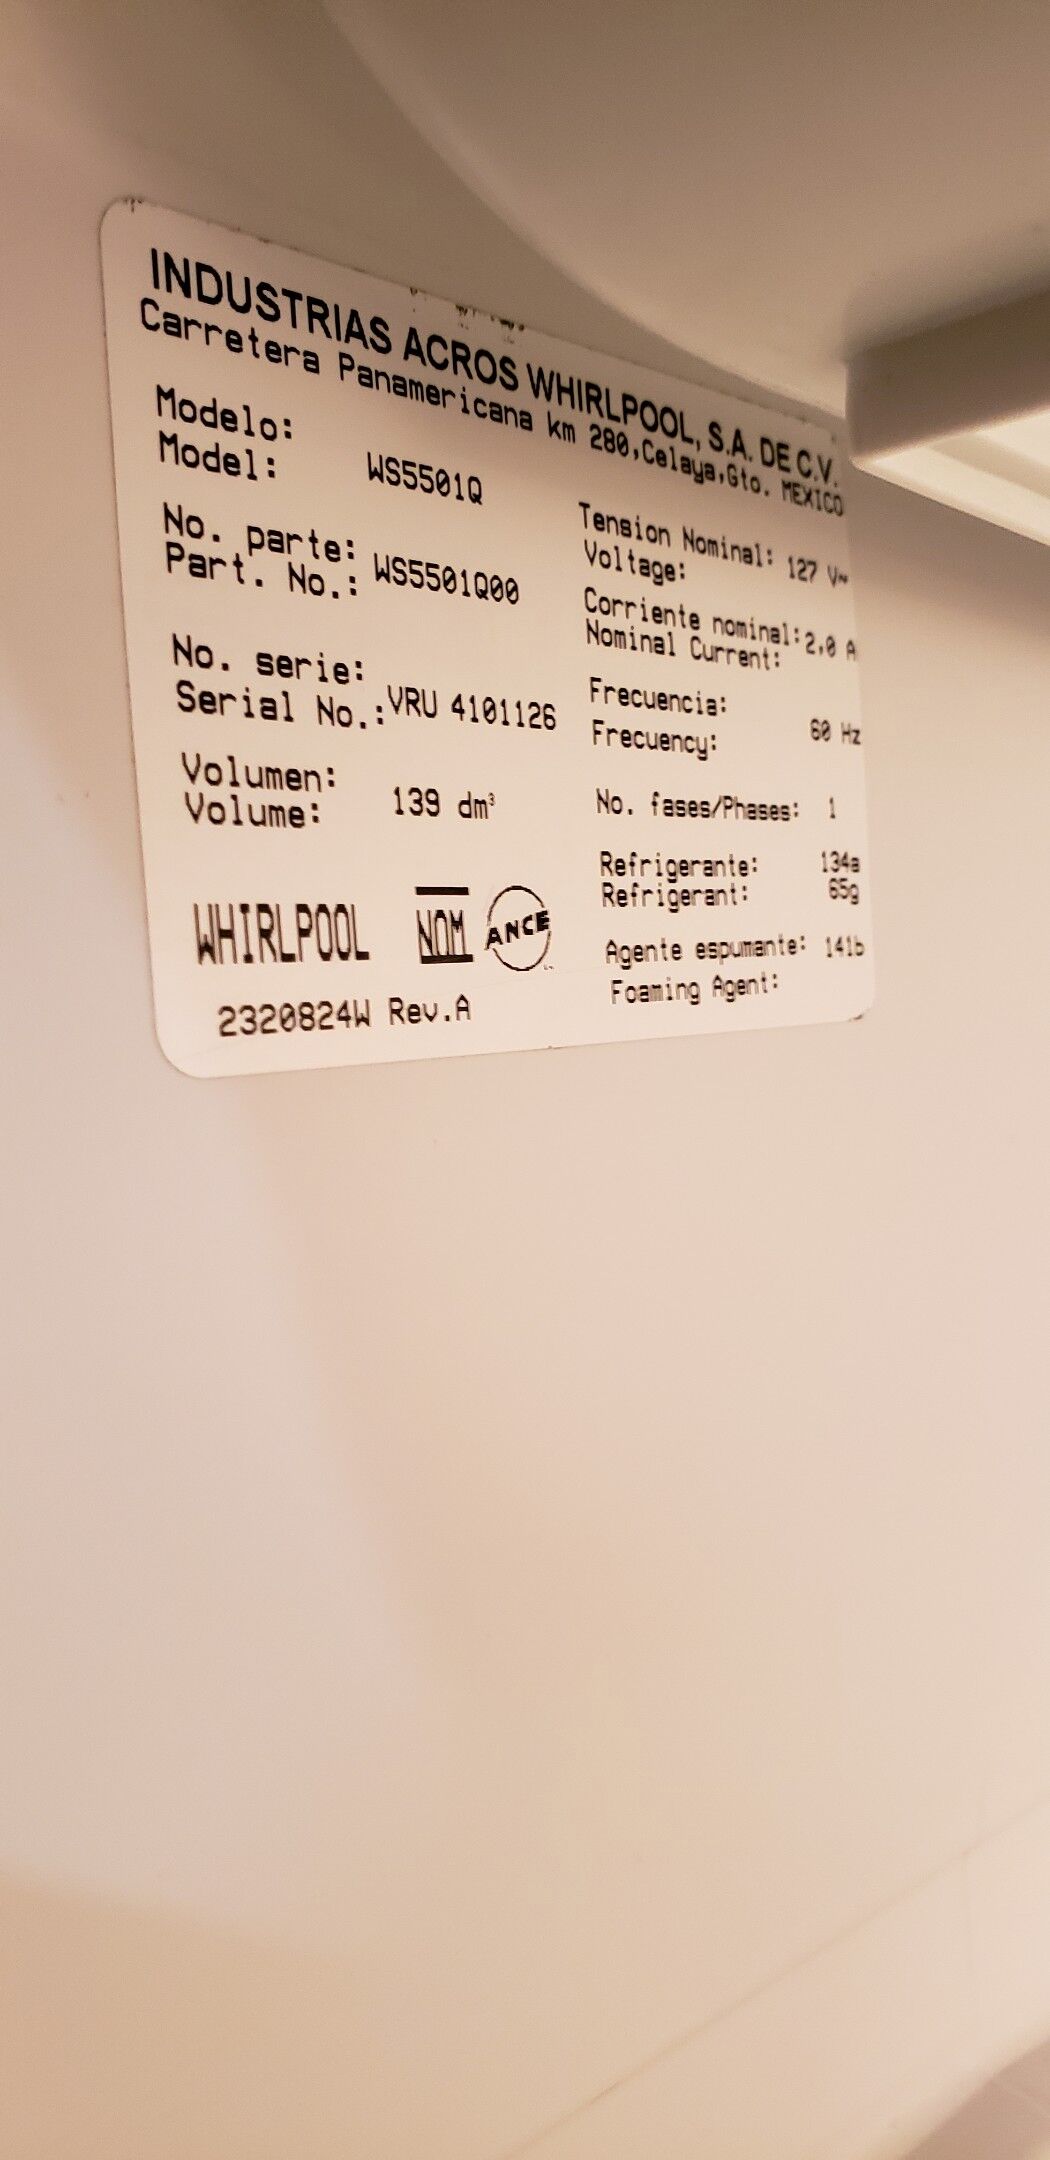 INDUSTRIAS ACROS WHIRLPOOL, S.A. DE C.V.
Carretera Panamericana km 280,Celaya,Gto. MEXICO
Modelo:
Model: WS5501Q
No. parte:
Part. No.: WS5501Q00
No. serie:
Serial No.: VRU 4101126
Volumen:
Volume: 139 dm³
Tension Nominal: 127 V~
Voltage:
Corriente nominal: 2,0 A
Nominal Current:
Frecuencia:
Frecuency: 60 Hz
No. fases/Phases: 1
Refrigerante: 134a
Refrigerant: 65g
Agente espumante: 141b
Foaming Agent:
WHIRLPOOL NOM ANCE
2320824W Rev.A